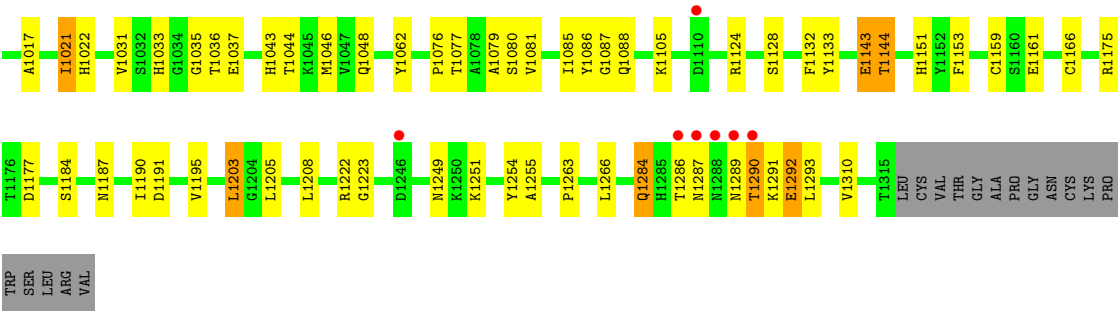 A1017 I1021 H1022 V1031 S1032 H1033 G1034 G1035 T1036 E1037 H1043 T1044 K1045 M1046 V1047 Q1048 Y1062 P1076 T1077 A1078 A1079 S1080 V1081 I1085 Y1086 G1087 Q1088 K1105 D1110 R1124 S1128 F1132 Y1133 E1143 T1144 H1151 Y1152 F1153 C1159 S1160 E1161 C1166 R1175
T1176 D1177 S1184 N1187 I1190 D1191 V1195 L1203 G1204 L1205 L1208 R1222 G1223 D1246 N1249 K1250 K1251 Y1254 A1255 P1263 L1266 Q1284 H1285 T1286 N1287 N1288 N1289 T1290 K1291 E1292 L1293 V1310 T1315 LEU CYS VAL THR GLY ALA PRO GLY ASN CYS LYS PRO
TRP SER LEU ARG VAL